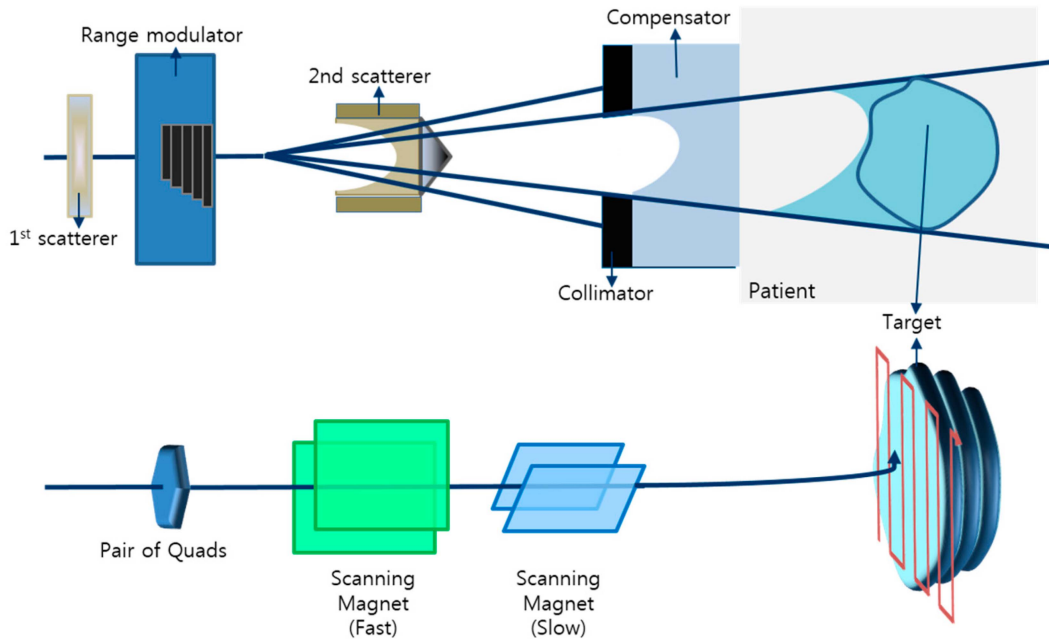 Compensator
Range modulator
2nd scatterer
1st scatterer
Collimator
Patient
Target
Pair of Quads
Scanning
Magnet
(Fast)
Scanning
Magnet
(Slow)